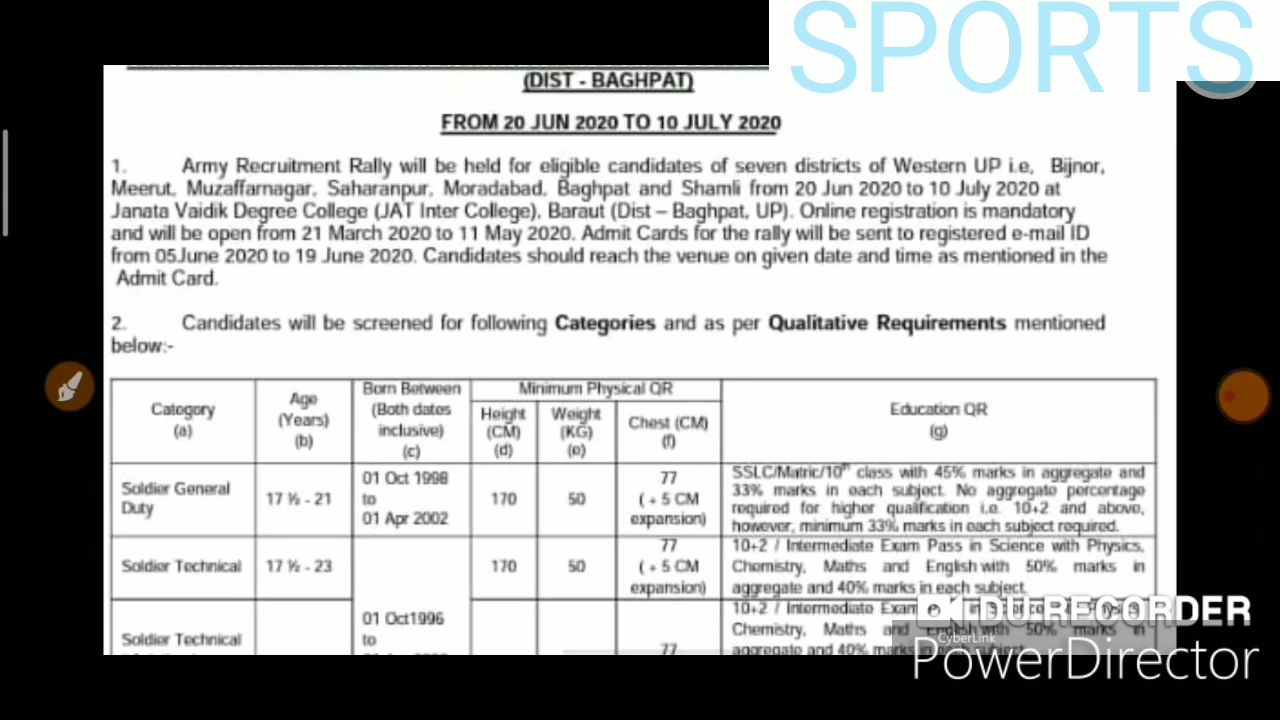 SPORTS
(DIST - BAGHPAT)
FROM 20 JUN 2020 TO 10 JULY 2020
1. Army Recruitment Rally will be held for eligible candidates of seven districts of Western UP i.e, Bijnor,
Meerut, Muzaffarnagar, Saharanpur, Moradabad, Baghpat and Shamli from 20 Jun 2020 to 10 July 2020 at
Janata Vaidik Degree College (JAT Inter College), Baraut (Dist – Baghpat, UP). Online registration is mandatory
and will be open from 21 March 2020 to 11 May 2020. Admit Cards for the rally will be sent to registered e-mail ID
from 05June 2020 to 19 June 2020. Candidates should reach the venue on given date and time as mentioned in the
Admit Card.
2. Candidates will be screened for following Categories and as per Qualitative Requirements mentioned
below:-
Category
(a)
Age
(Years)
(b)
Born Between
(Both dates
inclusive)
(c)
Minimum Physical QR
Height
(CM)
(d)
Weight
(KG)
(e)
Chest (CM)
(f)
Education QR
(g)
Soldier General
Duty
17 ½ - 21
01 Oct 1998
to
01 Apr 2002
170
50
77
(+5 CM
expansion)
SSLC/Matric/10th class with 45% marks in aggregate and
33% marks in each subject. No aggregate percentage
required for higher qualification i.e. 10+2 and above,
however, minimum 33% marks in each subject required.
Soldier Technical
17 ½ - 23
170
50
77
(+5 CM
expansion)
10+2 / Intermediate Exam Pass in Science with Physics,
Chemistry, Maths and English with 50% marks in
aggregate and 40% marks in each subject.
Soldier Technical
01 Oct1996
to
77
10+2 / Intermediate Exam in Science Physics,
Chemistry, Maths and English with 50% marks in
aggregate and 40% marks in each subject.
DU RECORDER
CyberLink
PowerDirector